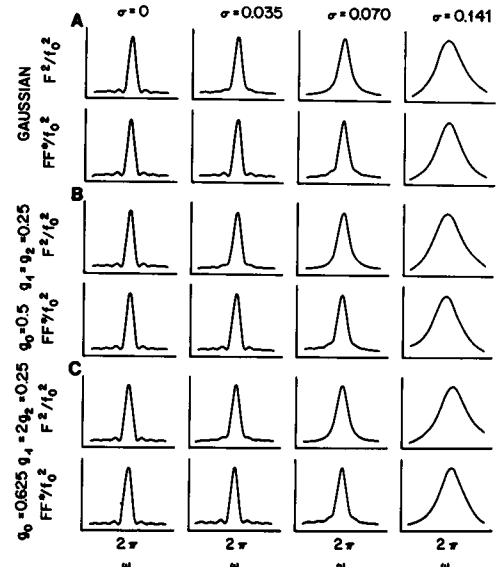 σ=0 σ=0.035 σ=0.070 σ=0.141
A
GAUSSIAN
F²/f₀²
FF*/f₀²
B
g₀=0.5 g₁=g₂=0.25
F²/f₀²
FF*/f₀²
C
g₀=0.625 g₁=2g₂=0.25
F²/f₀²
FF*/f₀²
2π 2π 2π 2π